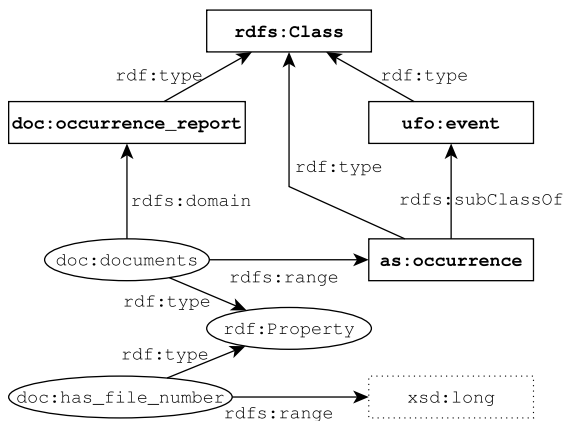 rdfs:Class
rdf:type
rdf:type
doc:occurrence_report
ufo:event
rdf:type
rdfs:domain
rdfs:subClassOf
doc:documents
as:occurrence
rdfs:range
rdf:type
rdf:Property
rdf:type
doc:has_file_number
xsd:long
rdfs:range